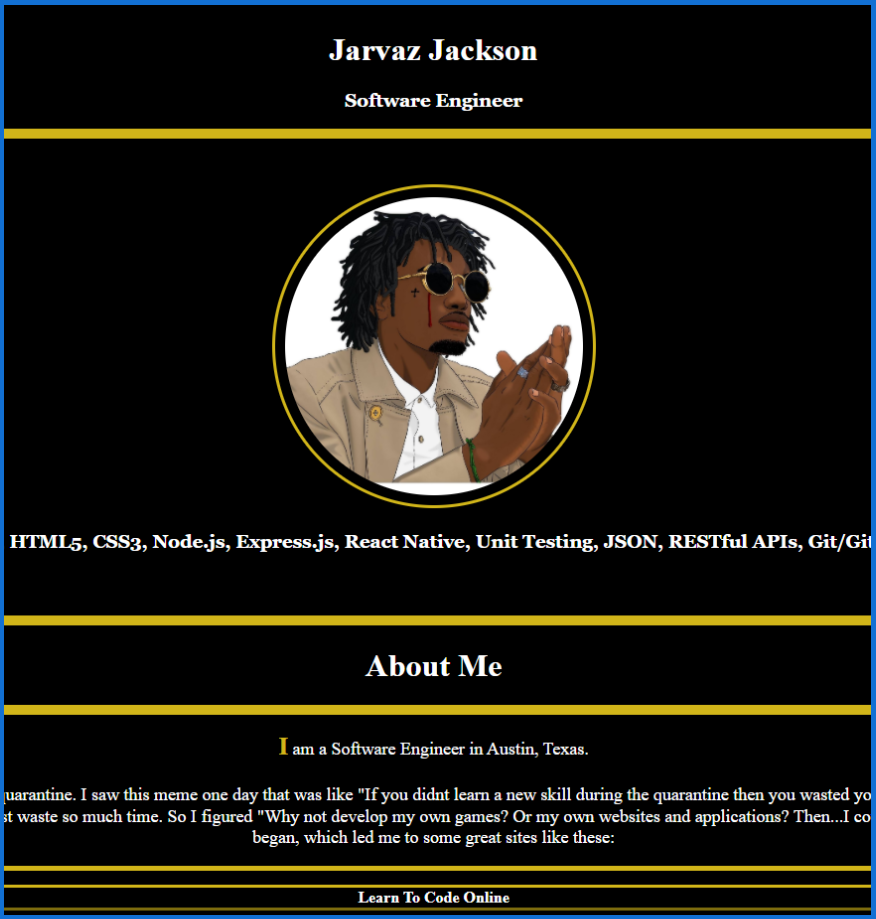 Jarvaz Jackson
Software Engineer
HTML5, CSS3, Node.js, Express.js, React Native, Unit Testing, JSON, RESTful APIs, Git/Git
About Me
I am a Software Engineer in Austin, Texas.
quarantine. I saw this meme one day that was like "If you didnt learn a new skill during the quarantine then you wasted yo
st waste so much time. So I figured "Why not develop my own games? Or my own websites and applications? Then...I co
began, which led me to some great sites like these:
Learn To Code Online